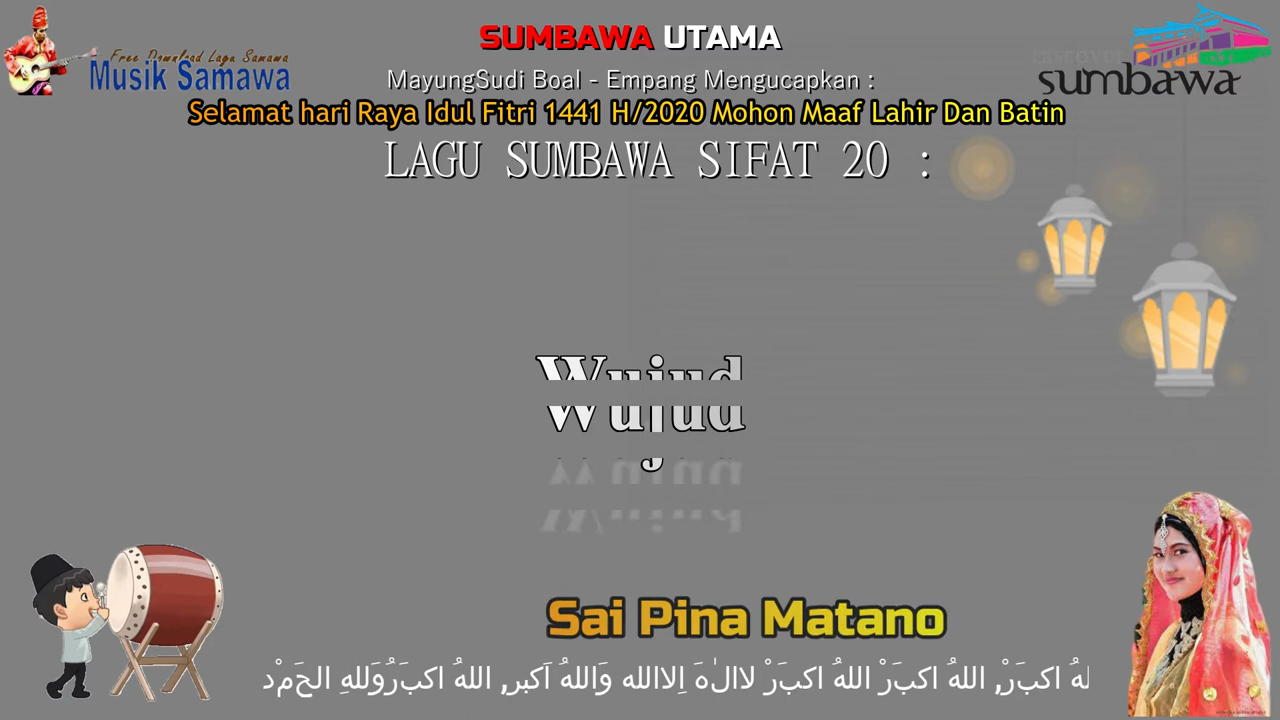 SUMBAWA UTAMA
Free Download Lagu Samawa
Musik Samawa
DISCOVER
sumbawa
MayungSudi Boal - Empang Mengucapkan :
Selamat hari Raya Idul Fitri 1441 H/2020 Mohon Maaf Lahir Dan Batin
LAGU SUMBAWA SIFAT 20 :
Wujud
Sai Pina Matano
لهُ اكبَرْ, اللهُ اكبَرْ اللهُ اكبَرْ لاالٰهَ اِلاالله وَاللهُ اَكبر, اللهُ اكبَرُوَللهِ الحَمْدْ